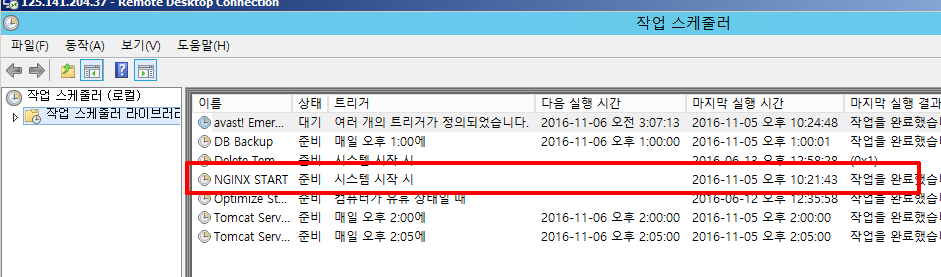 125.141.204.37 - Remote Desktop Connection
작업 스케줄러
파일(F) 동작(A) 보기(V) 도움말(H)
작업 스케줄러 (로컬)
작업 스케줄러 라이브러리
이름 상태 트리거 다음 실행 시간 마지막 실행 시간 마지막 실행 결과
avast! Emer... 대기 여러 개의 트리거가 정의되었습니다. 2016-11-06 오전 3:07:13 2016-11-05 오후 10:24:48 작업을 완료했습
DB Backup 준비 매일 오후 1:00에 2016-11-06 오후 1:00:00 2016-11-05 오후 1:00:01 작업을 완료했습
Delete Tem... 준비 시스템 시작 시 2016-06-13 오후 12:58:28 (0x1)
NGINX START 준비 시스템 시작 시 2016-11-05 오후 10:21:43 작업을 완료했습
Optimize St... 준비 컴퓨터가 유휴 상태일 때 2016-06-12 오후 12:35:58 작업을 완료했습
Tomcat Serv... 준비 매일 오후 2:00에 2016-11-06 오후 2:00:00 2016-11-05 오후 2:00:00 작업을 완료했습
Tomcat Serv... 준비 매일 오후 2:05에 2016-11-06 오후 2:05:00 2016-11-05 오후 2:05:00 작업을 완료했습